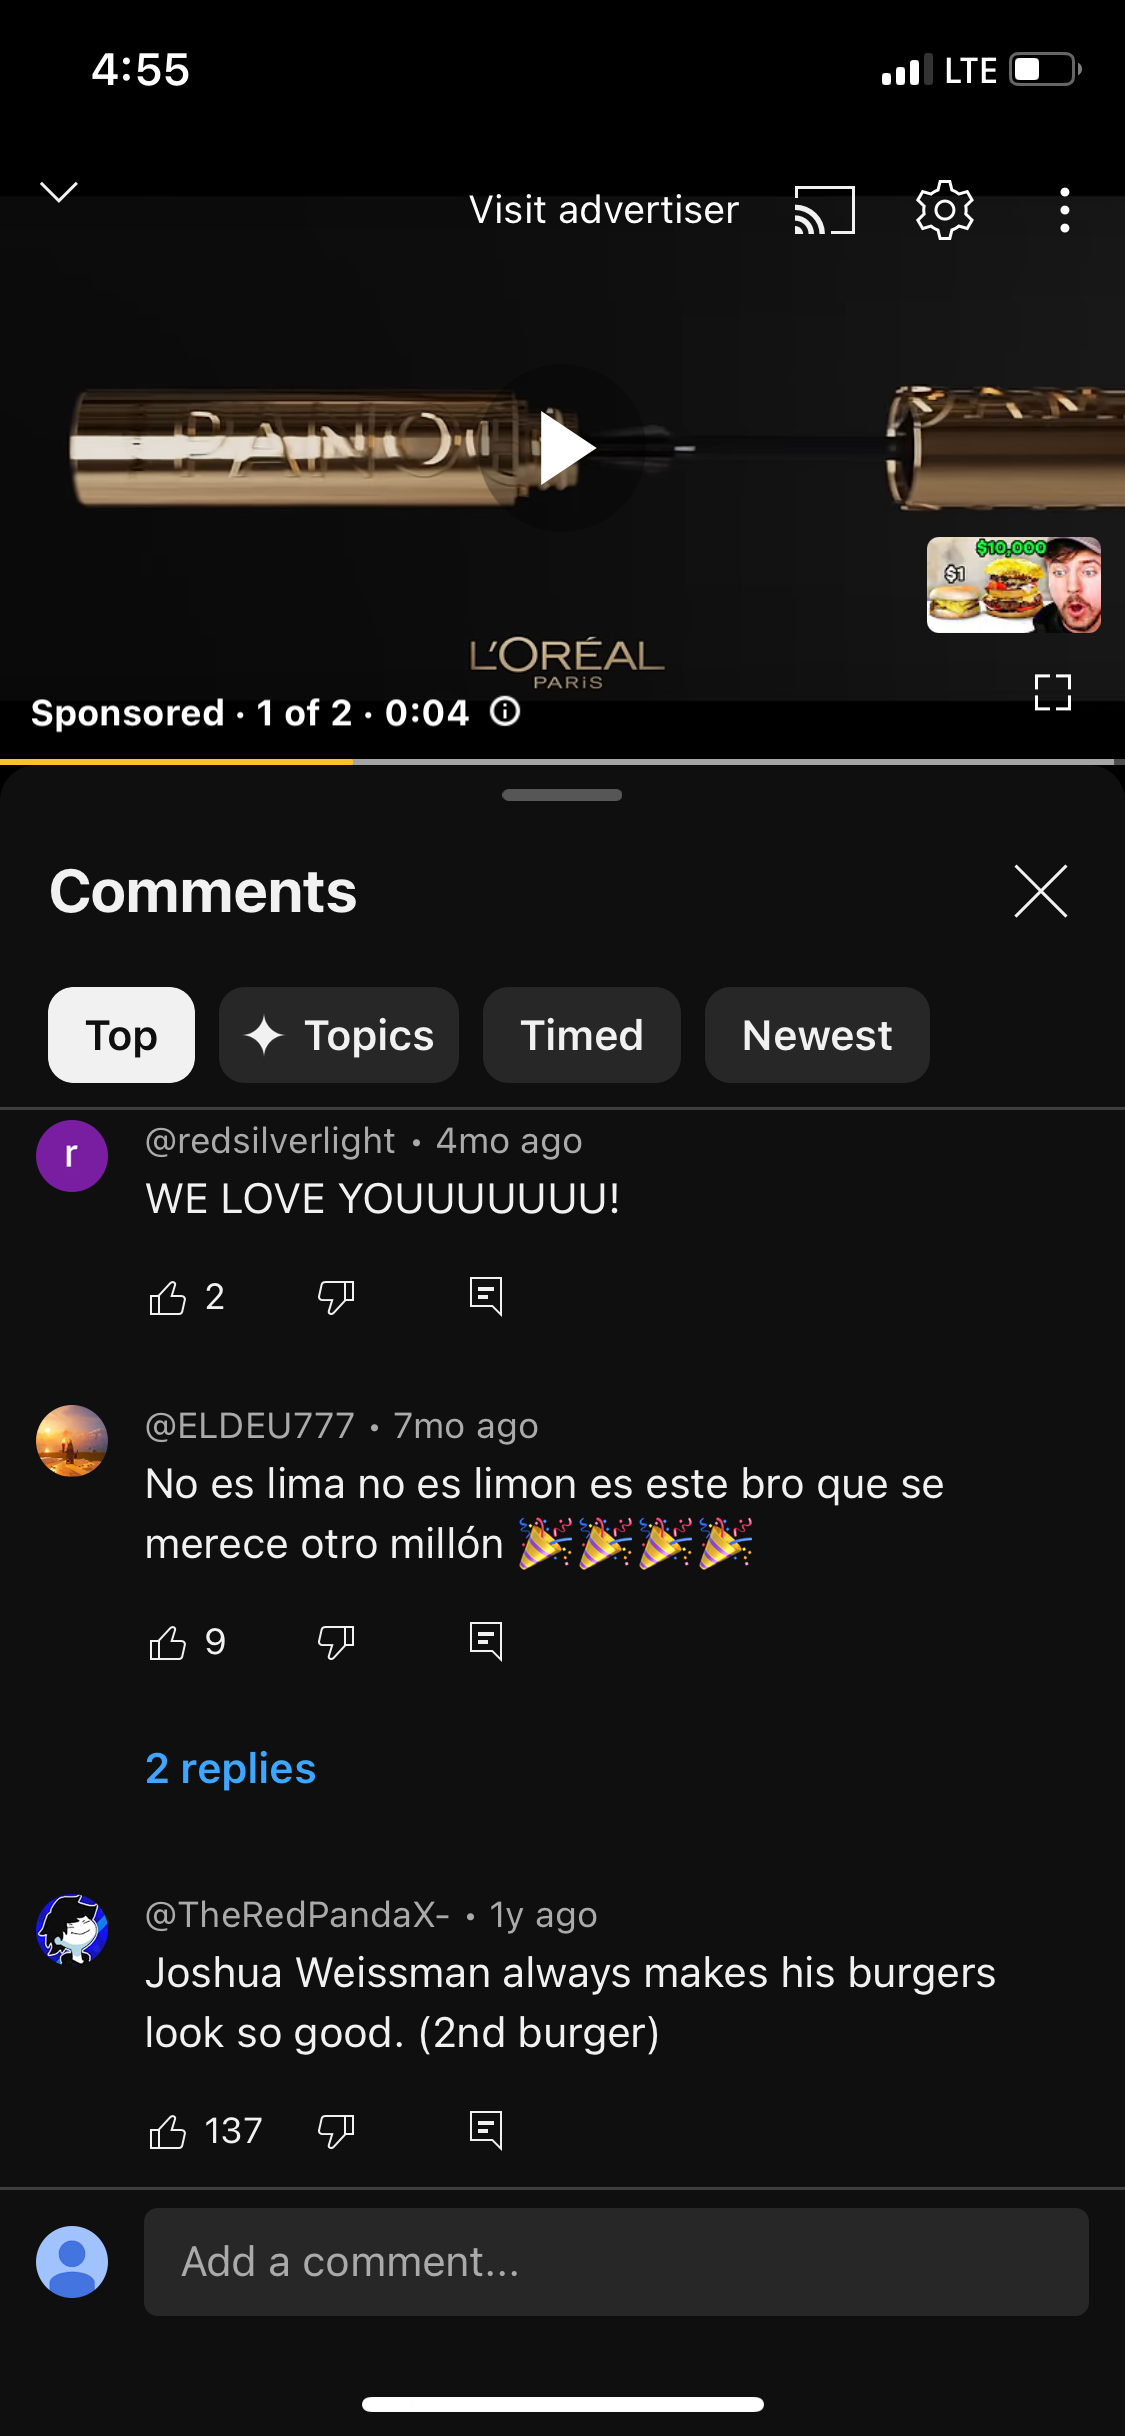 4:55
LTE
Visit advertiser
PANO
PAN
$10,000
$1
L'ORÉAL
PARIS
Sponsored · 1 of 2 · 0:04
Comments
Top
Topics
Timed
Newest
r
@redsilverlight · 4mo ago
WE LOVE YOUUUUUUU!
2
@ELDEU777 · 7mo ago
No es lima no es limon es este bro que se
merece otro millón 🎉🎉🎉🎉
9
2 replies
@TheRedPandaX- · 1y ago
Joshua Weissman always makes his burgers
look so good. (2nd burger)
137
Add a comment...